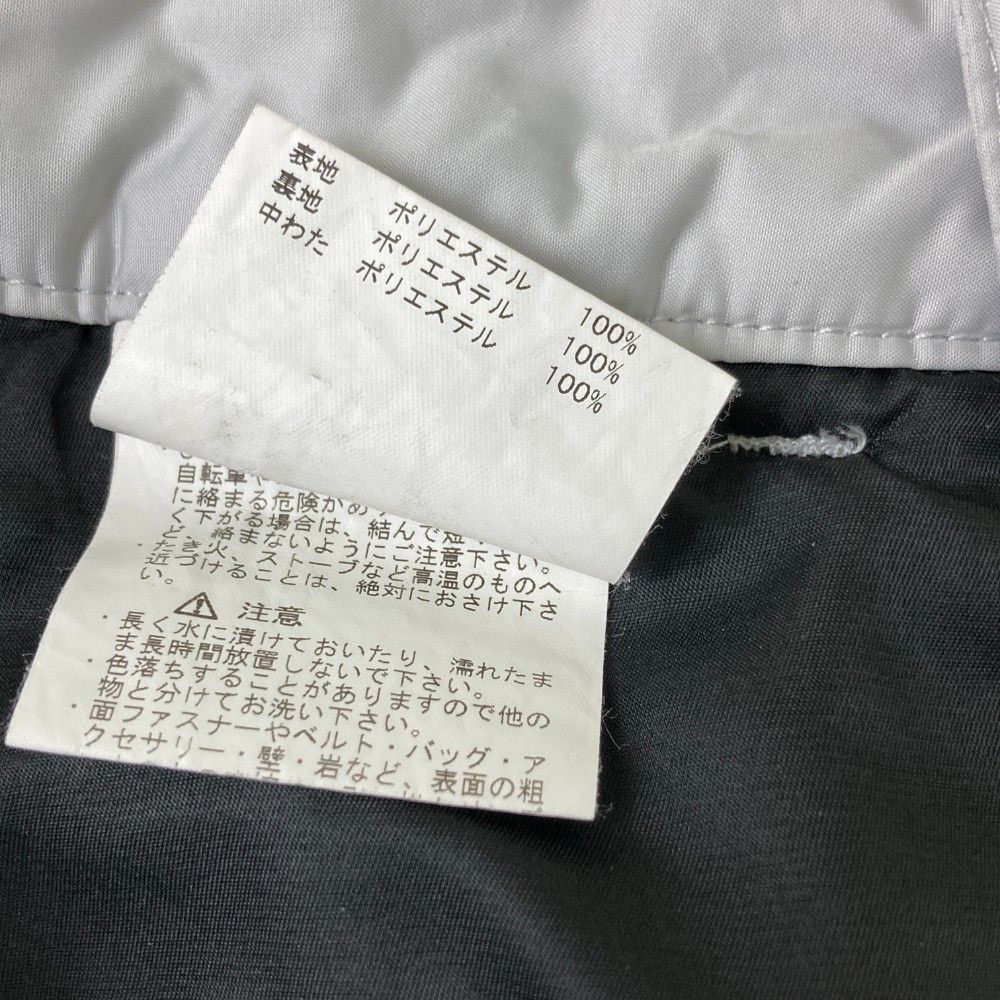 表地 ポリエステル 100%
裏地 ポリエステル 100%
中わた ポリエステル 100%
自転車や
に絡まる危険が
く下がる場合は、結んで短
ど、絡まないようにご注意下さい。
・たき火、ストーブなど高温のものへ
近づけることは、絶対におさけ下さ
い。
⚠ 注意
・長く水に漬けておいたり、濡れたま
ま長時間放置しないで下さい。
・色落ちすることがありますので他の
物と分けてお洗い下さい。
・面ファスナーやベルト・バッグ・ア
クセサリー・壁・岩など、表面の粗